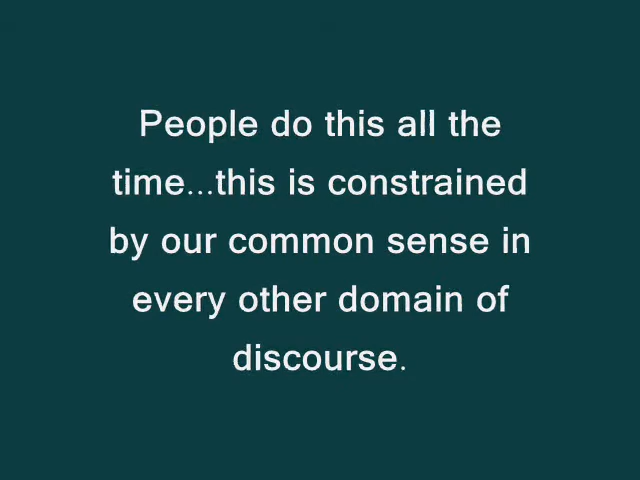 People do this all the
time...this is constrained
by our common sense in
every other domain of
discourse.